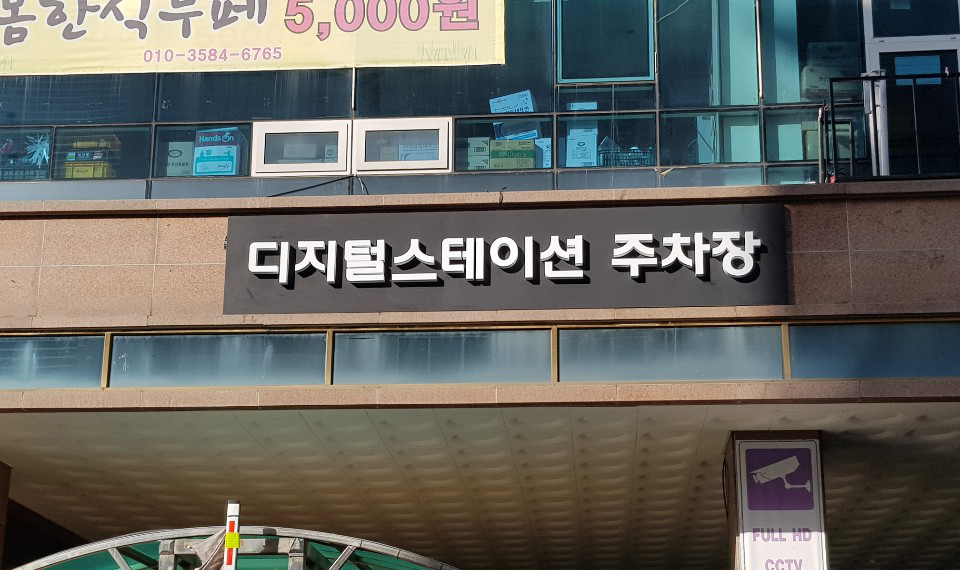 봄한식부페 5,000원
010-3584-6765
Hands On
디지털스테이션 주차장
FULL HD
CCTV